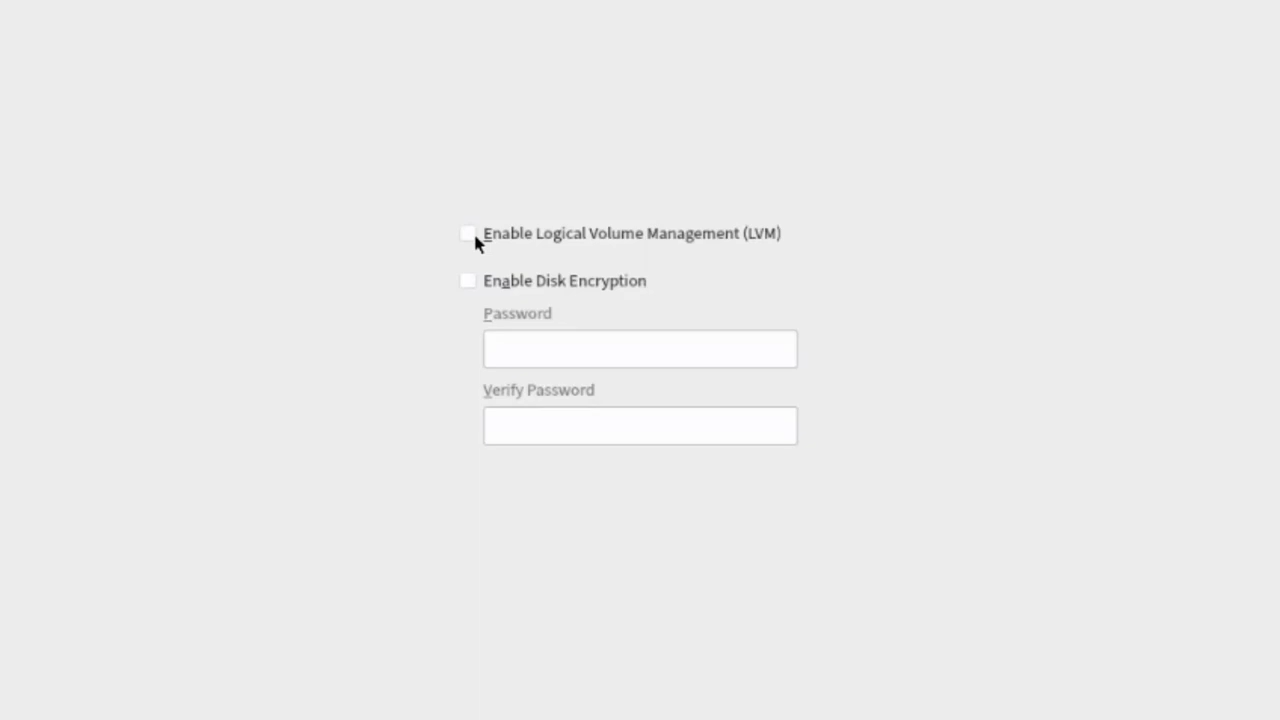 Enable Logical Volume Management (LVM)
Enable Disk Encryption
Password
Verify Password